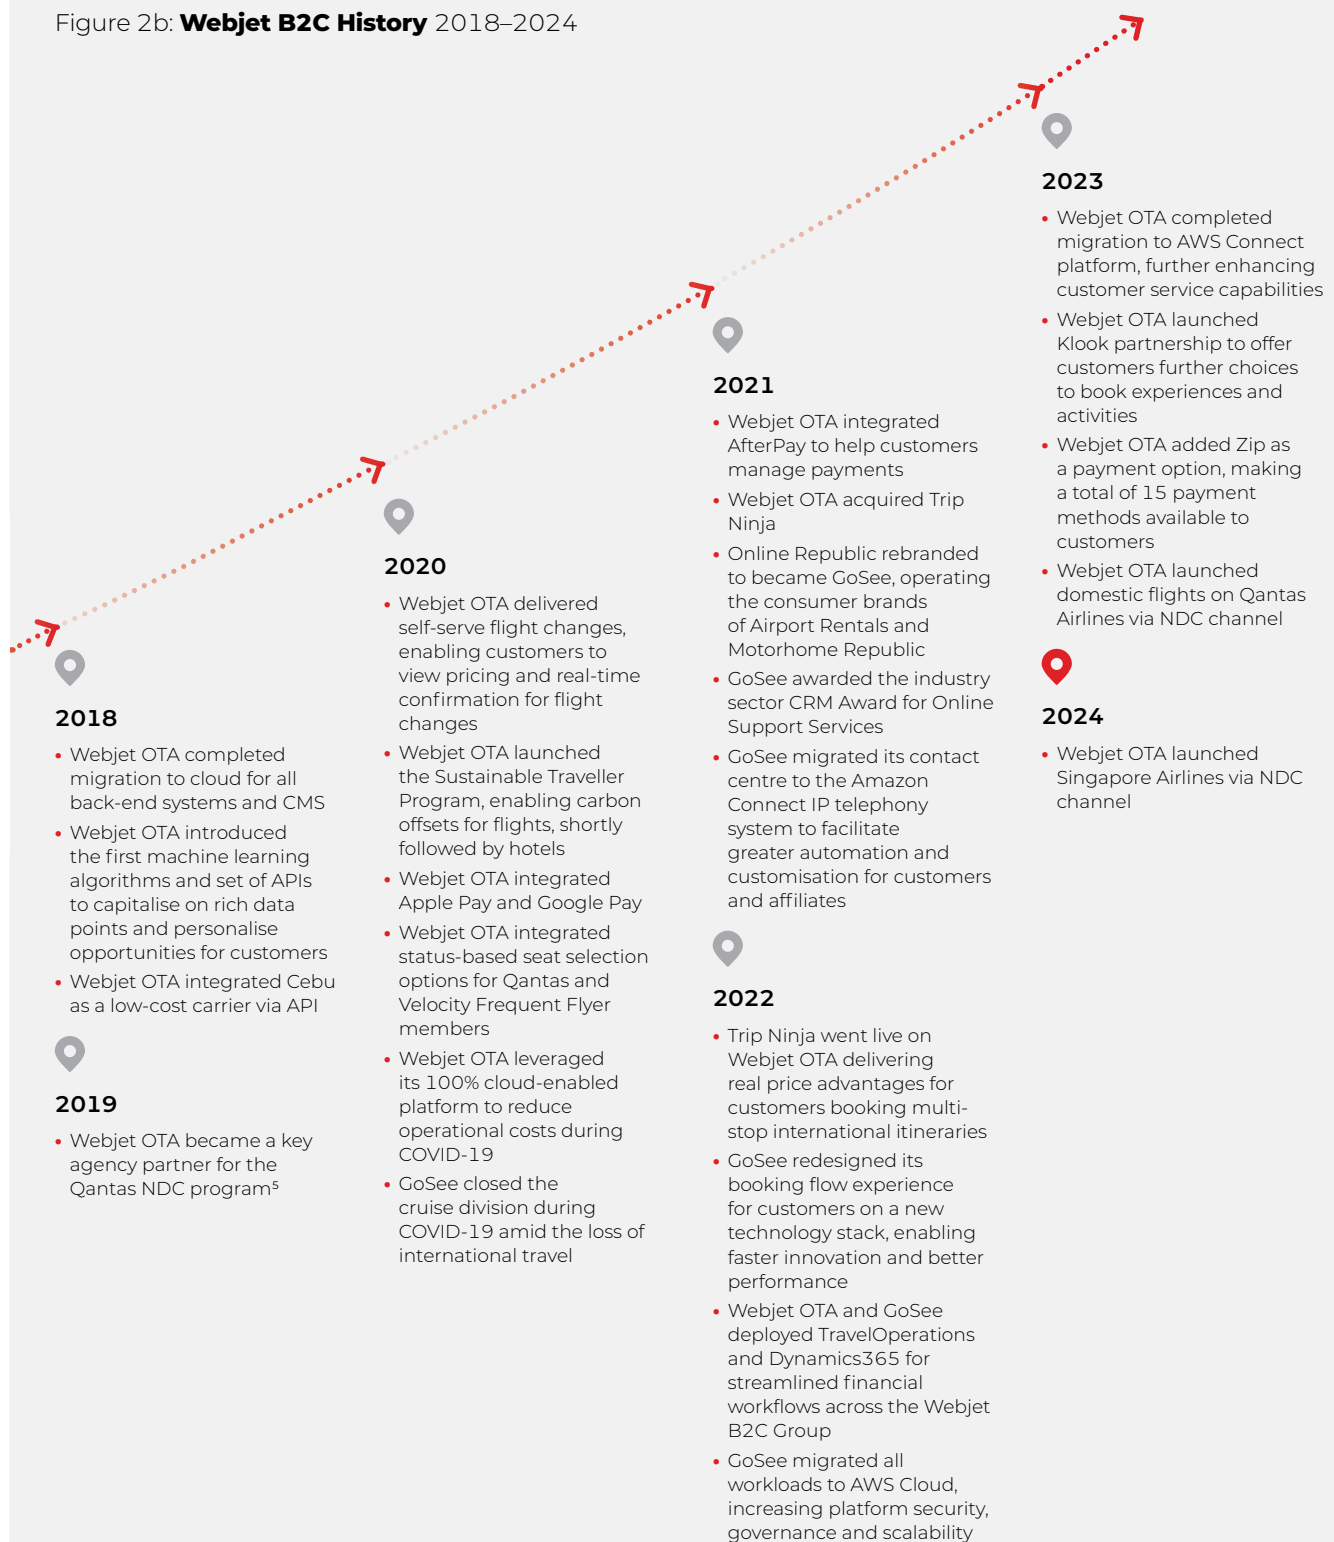 Figure 2b: Webjet B2C History 2018–2024
2018
• Webjet OTA completed
migration to cloud for all
back-end systems and CMS
• Webjet OTA introduced
the first machine learning
algorithms and set of APIs
to capitalise on rich data
points and personalise
opportunities for customers
• Webjet OTA integrated Cebu
as a low-cost carrier via API
2019
• Webjet OTA became a key
agency partner for the
Qantas NDC program⁵
2020
• Webjet OTA delivered
self-serve flight changes,
enabling customers to
view pricing and real-time
confirmation for flight
changes
• Webjet OTA launched
the Sustainable Traveller
Program, enabling carbon
offsets for flights, shortly
followed by hotels
• Webjet OTA integrated
Apple Pay and Google Pay
• Webjet OTA integrated
status-based seat selection
options for Qantas and
Velocity Frequent Flyer
members
• Webjet OTA leveraged
its 100% cloud-enabled
platform to reduce
operational costs during
COVID-19
• GoSee closed the
cruise division during
COVID-19 amid the loss of
international travel
2021
• Webjet OTA integrated
AfterPay to help customers
manage payments
• Webjet OTA acquired Trip
Ninja
• Online Republic rebranded
to became GoSee, operating
the consumer brands
of Airport Rentals and
Motorhome Republic
• GoSee awarded the industry
sector CRM Award for Online
Support Services
• GoSee migrated its contact
centre to the Amazon
Connect IP telephony
system to facilitate
greater automation and
customisation for customers
and affiliates
2022
• Trip Ninja went live on
Webjet OTA delivering
real price advantages for
customers booking multi-
stop international itineraries
• GoSee redesigned its
booking flow experience
for customers on a new
technology stack, enabling
faster innovation and better
performance
• Webjet OTA and GoSee
deployed TravelOperations
and Dynamics365 for
streamlined financial
workflows across the Webjet
B2C Group
• GoSee migrated all
workloads to AWS Cloud,
increasing platform security,
governance and scalability
2023
• Webjet OTA completed
migration to AWS Connect
platform, further enhancing
customer service capabilities
• Webjet OTA launched
Klook partnership to offer
customers further choices
to book experiences and
activities
• Webjet OTA added Zip as
a payment option, making
a total of 15 payment
methods available to
customers
• Webjet OTA launched
domestic flights on Qantas
Airlines via NDC channel
2024
• Webjet OTA launched
Singapore Airlines via NDC
channel